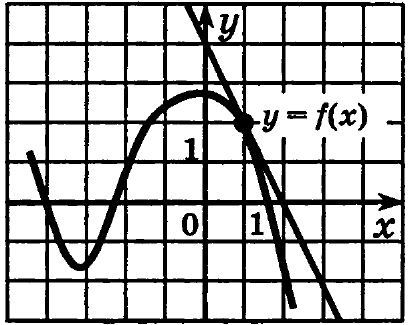 y
y = f(x)
1
0 1 x